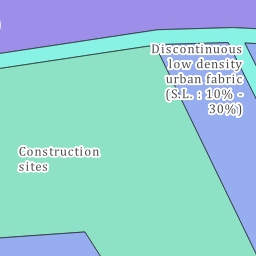 Discontinuous
low density
urban fabric
(S.L. : 10% -
30%)
Construction
sites